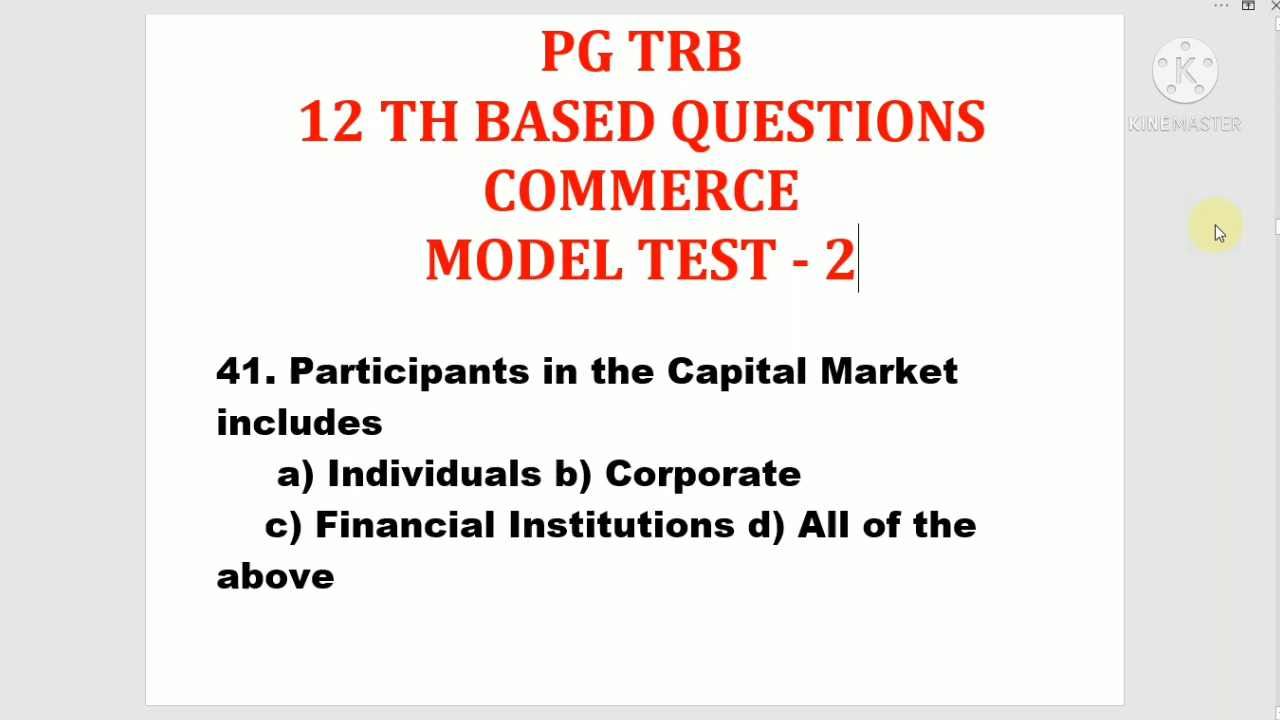 PG TRB
12 TH BASED QUESTIONS
COMMERCE
MODEL TEST - 2
K
KINEMASTER
41. Participants in the Capital Market
includes
a) Individuals b) Corporate
c) Financial Institutions d) All of the
above